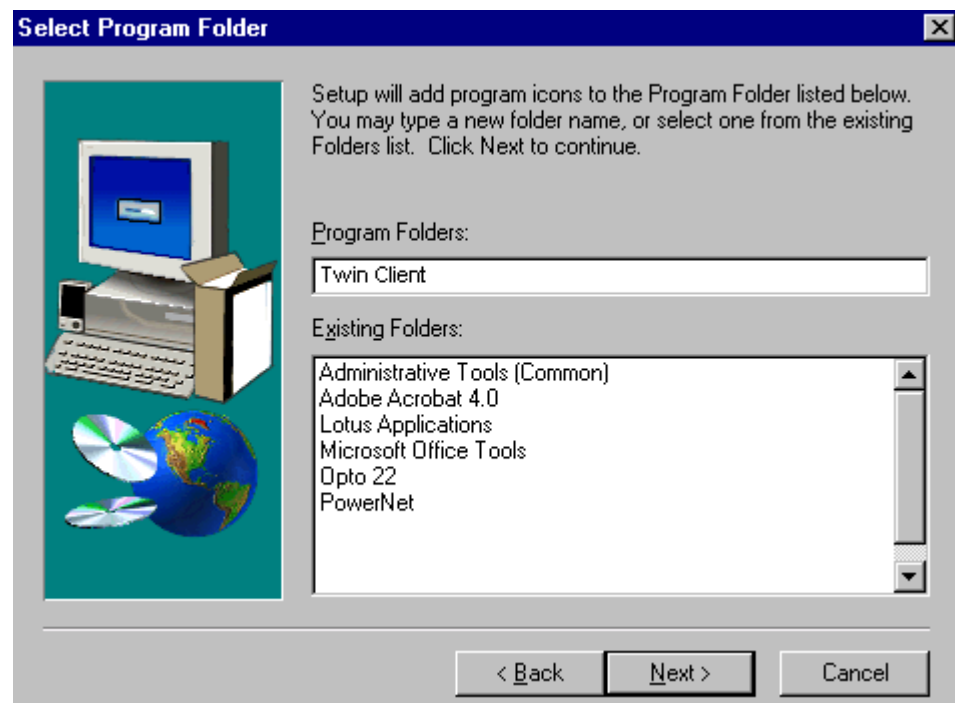 Select Program Folder
Setup will add program icons to the Program Folder listed below.
You may type a new folder name, or select one from the existing
Folders list.  Click Next to continue.
Program Folders:
Twin Client
Existing Folders:
Administrative Tools (Common)
Adobe Acrobat 4.0
Lotus Applications
Microsoft Office Tools
Opto 22
PowerNet
< Back
Next >
Cancel